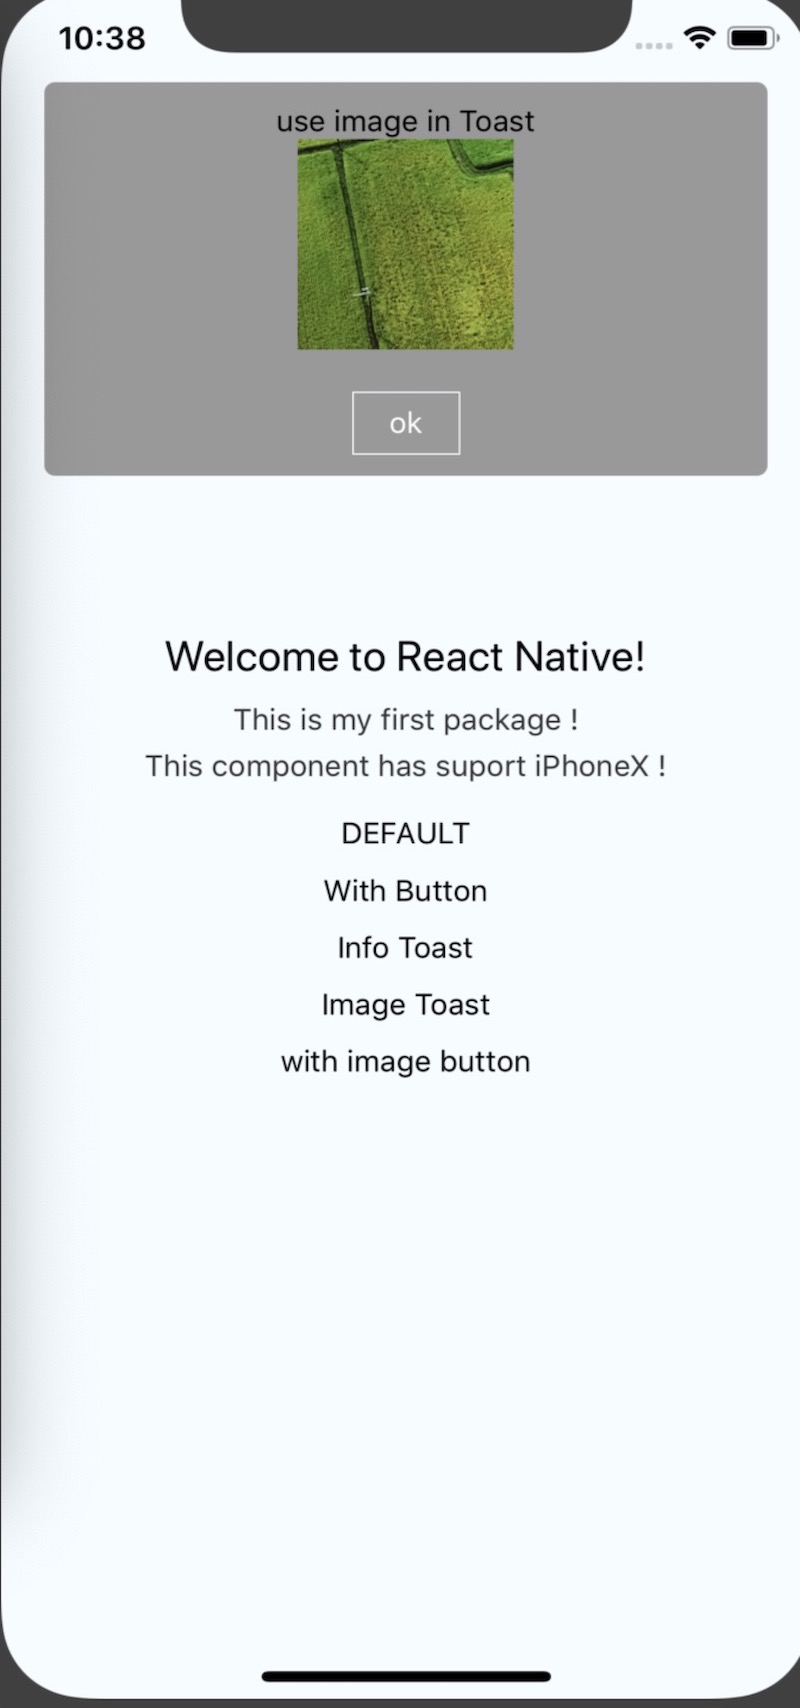 10:38
use image in Toast
ok
Welcome to React Native!
This is my first package !
This component has suport iPhoneX !
DEFAULT
With Button
Info Toast
Image Toast
with image button